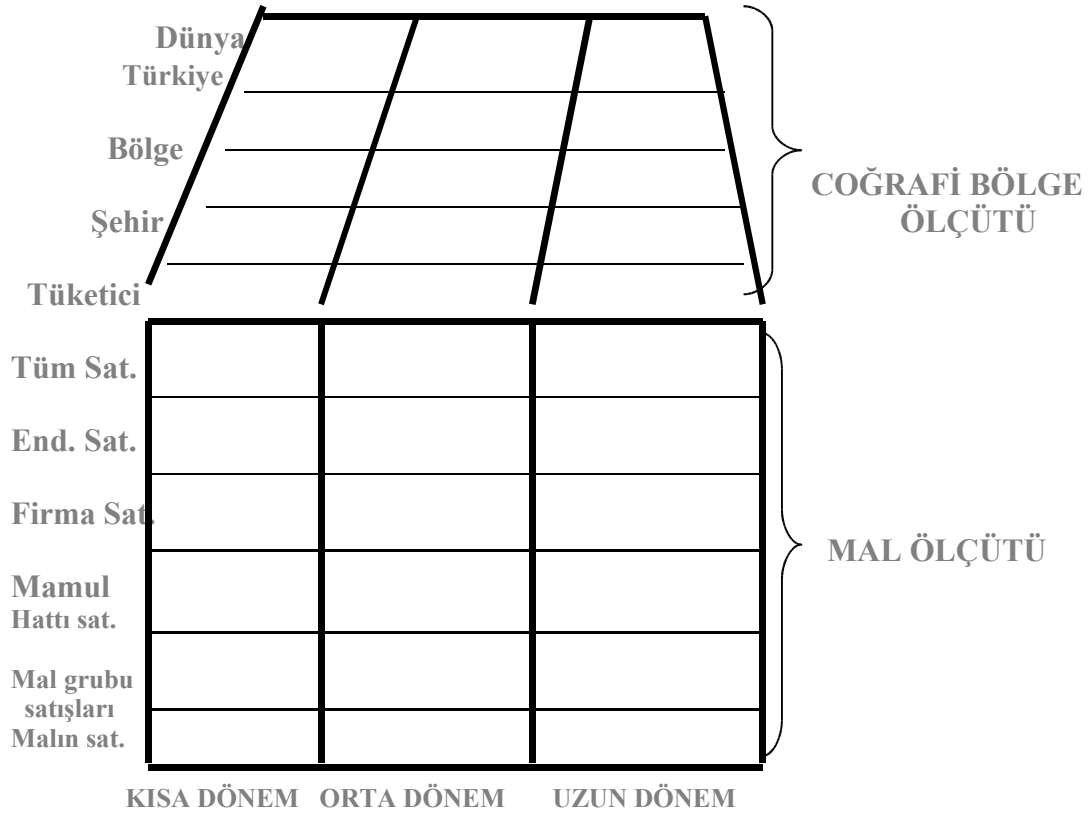 Dünya
Türkiye
Bölge
Şehir
Tüketici
COĞRAFİ BÖLGE
ÖLÇÜTÜ
Tüm Sat.
End. Sat.
Firma Sat.
Mamul
Hattı sat.
Mal grubu
satışları
Malın sat.
MAL ÖLÇÜTÜ
KISA DÖNEM ORTA DÖNEM UZUN DÖNEM